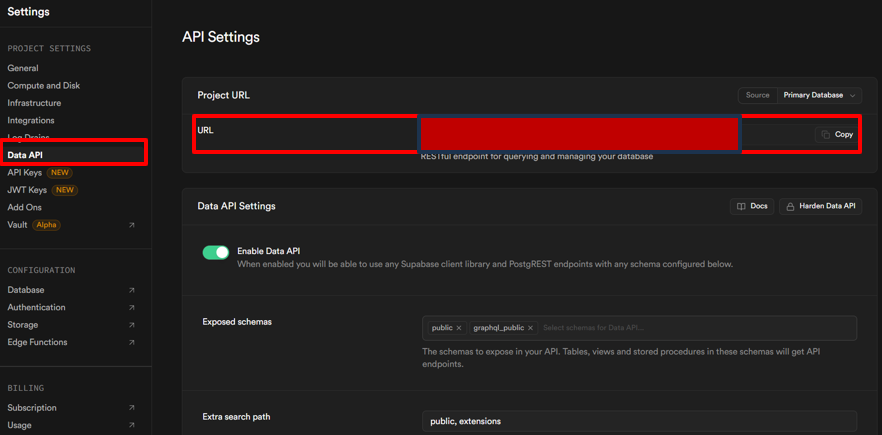 Settings
PROJECT SETTINGS
General
Compute and Disk
Infrastructure
Integrations
Log Drains
Data API
API Keys NEW
JWT Keys NEW
Add Ons
Vault Alpha
CONFIGURATION
Database
Authentication
Storage
Edge Functions
BILLING
Subscription
Usage
API Settings
Project URL
Source Primary Database
URL
Copy
RESTful endpoint for querying and managing your database
Data API Settings
Docs
Harden Data API
Enable Data API
When enabled you will be able to use any Supabase client library and PostgREST endpoints with any schema configured below.
Exposed schemas
public × graphql_public × Select schemas for Data API...
The schemas to expose in your API. Tables, views and stored procedures in these schemas will get API
endpoints.
Extra search path
public, extensions